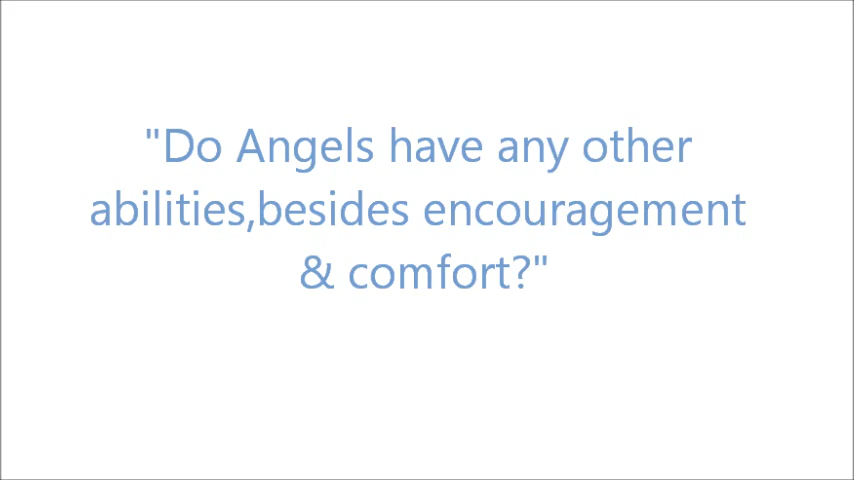 "Do Angels have any other
abilities,besides encouragement
& comfort?"